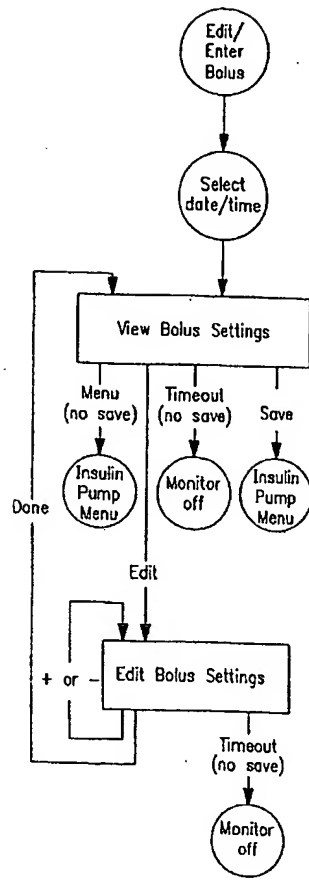 Edit/
Enter
Bolus
Select
date/time
View Bolus Settings
Menu
(no save)
Timeout
(no save)
Save
Insulin
Pump
Menu
Monitor
off
Insulin
Pump
Menu
Done
Edit
+ or -
Edit Bolus Settings
Timeout
(no save)
Monitor
off